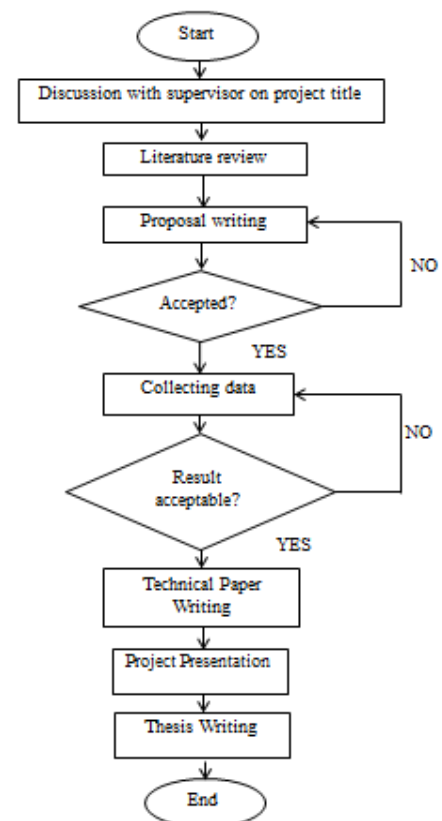 Start
Discussion with supervisor on project title
Literature review
Proposal writing
NO
Accepted?
YES
Collecting data
NO
Result
acceptable?
YES
Technical Paper
Writing
Project Presentation
Thesis Writing
End